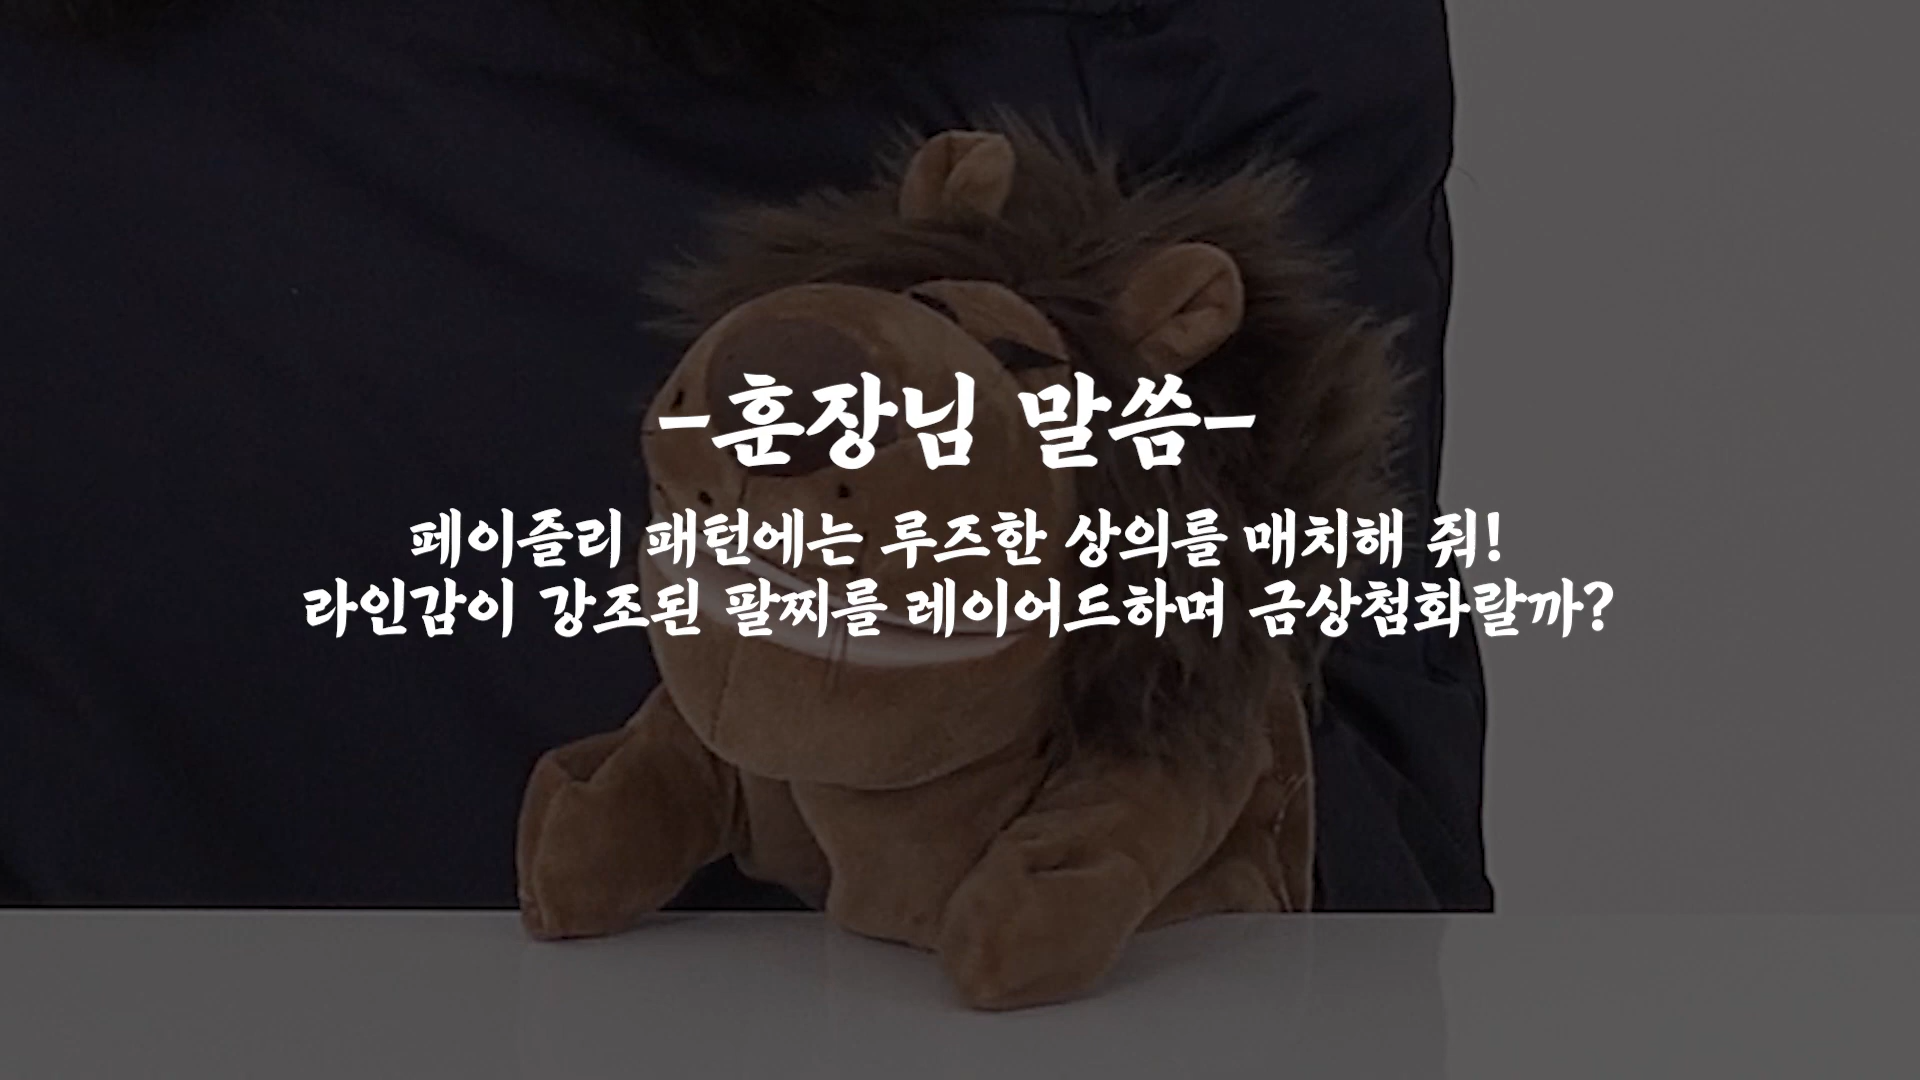 -훈장님 말씀-
페이즐리 패턴에는 루즈한 상의를 매치해 줘!
라인감이 강조된 팔찌를 레이어드하며 금상첨화랄까?